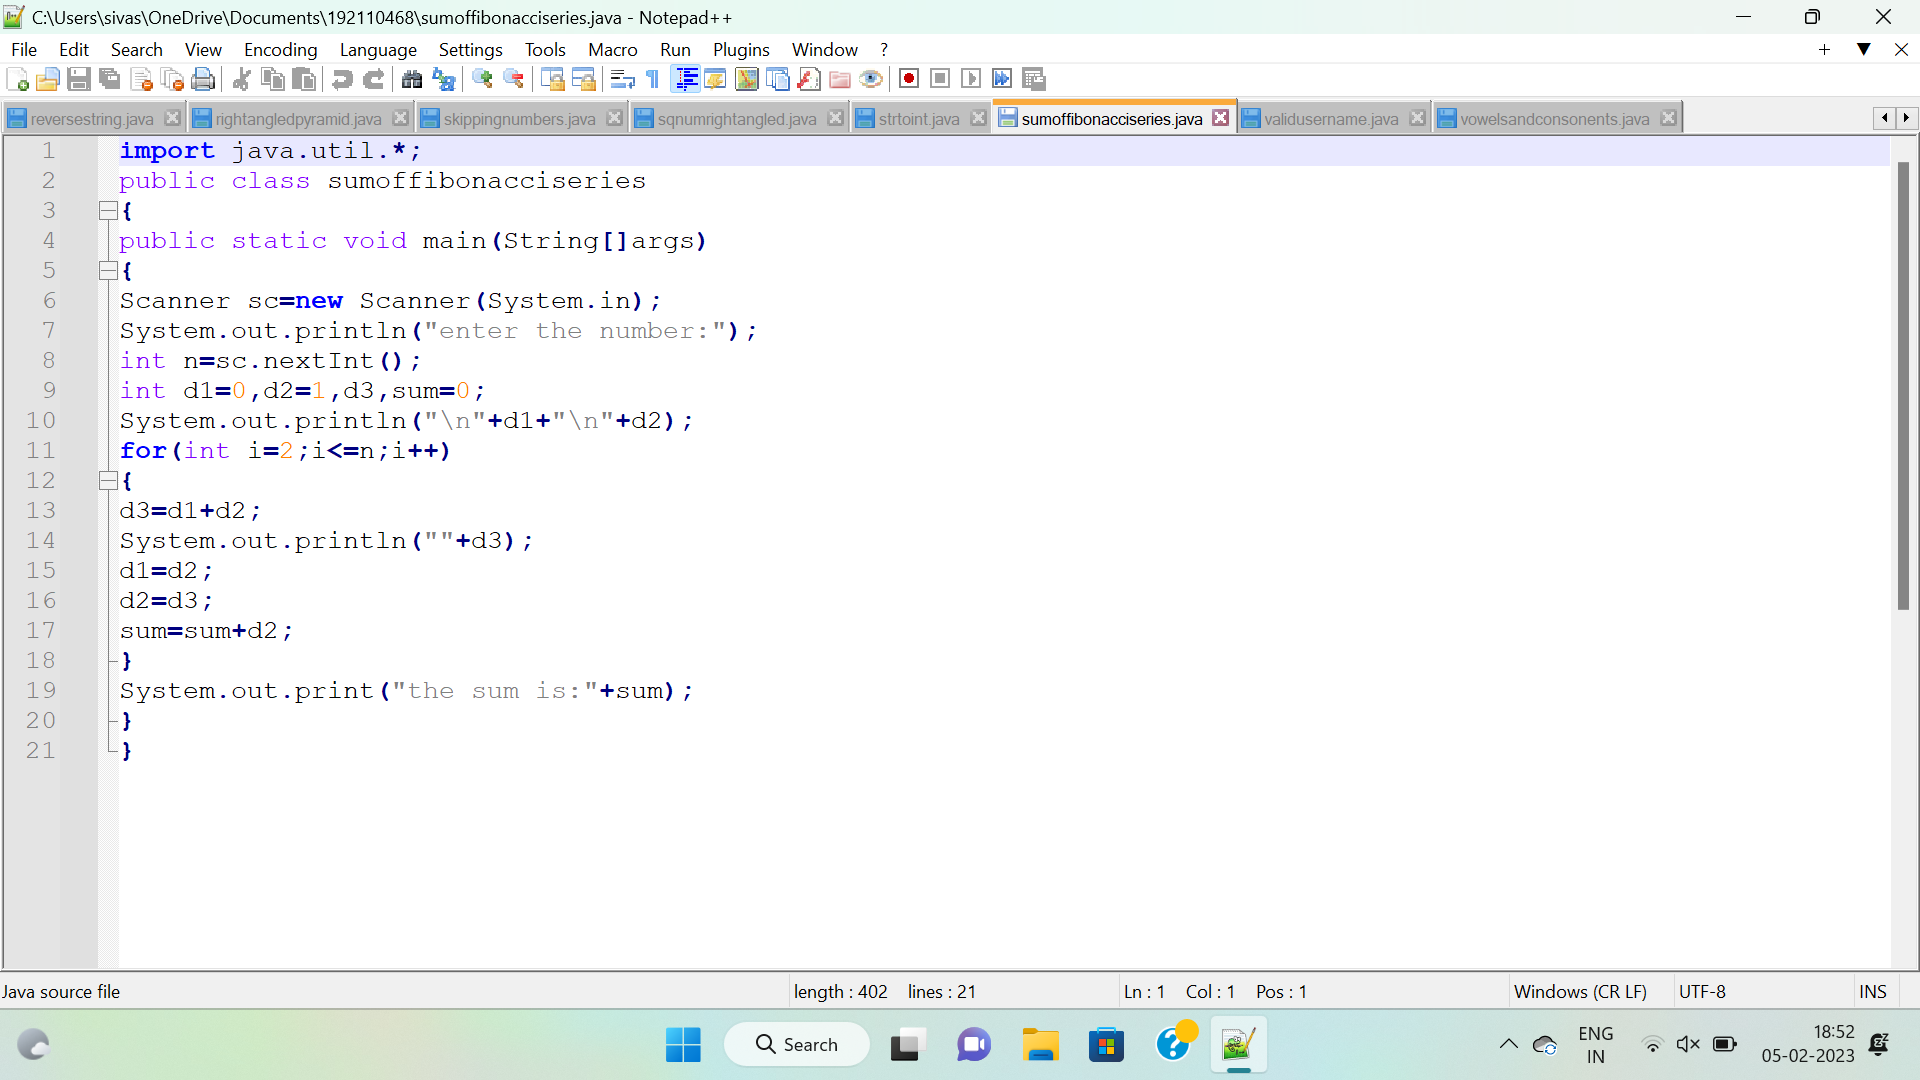 C:\Users\sivas\OneDrive\Documents\192110468\sumoffibonacciseries.java - Notepad++
File Edit Search View Encoding Language Settings Tools Macro Run Plugins Window ?
reversestring.java rightangledpyramid.java skippingnumbers.java sqnumrightangled.java strtoint.java sumoffibonacciseries.java validusername.java vowelsandconsonents.java
1 import java.util.*;
2 public class sumoffibonacciseries
3 {
4 public static void main(String[]args)
5 {
6 Scanner sc=new Scanner(System.in);
7 System.out.println("enter the number:");
8 int n=sc.nextInt();
9 int d1=0,d2=1,d3,sum=0;
10 System.out.println("\n"+d1+"\n"+d2);
11 for(int i=2;i<=n;i++)
12 {
13 d3=d1+d2;
14 System.out.println(""+d3);
15 d1=d2;
16 d2=d3;
17 sum=sum+d2;
18 }
19 System.out.print("the sum is:"+sum);
20 }
21 }
Java source file length : 402 lines : 21 Ln : 1 Col : 1 Pos : 1 Windows (CR LF) UTF-8 INS
Search
ENG
IN
18:52
05-02-2023